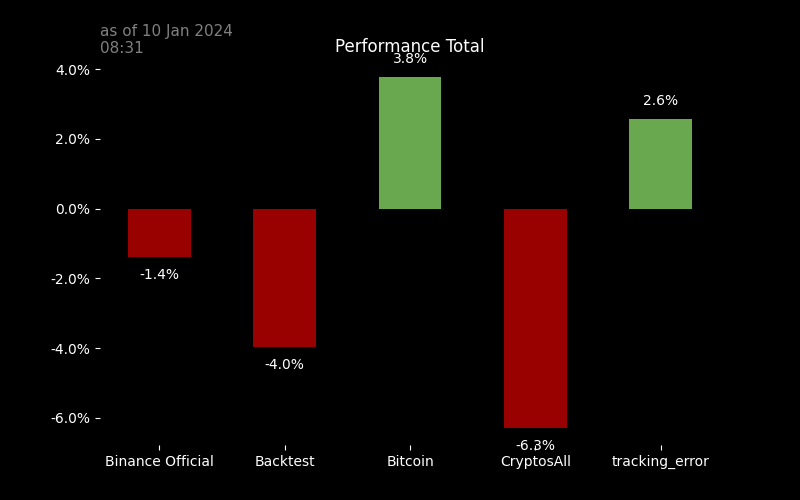 as of 10 Jan 2024
08:31
Performance Total
4.0%
2.0%
0.0%
-2.0%
-4.0%
-6.0%
-1.4%
-4.0%
3.8%
-6.3%
2.6%
Binance Official
Backtest
Bitcoin
CryptosAll
tracking_error